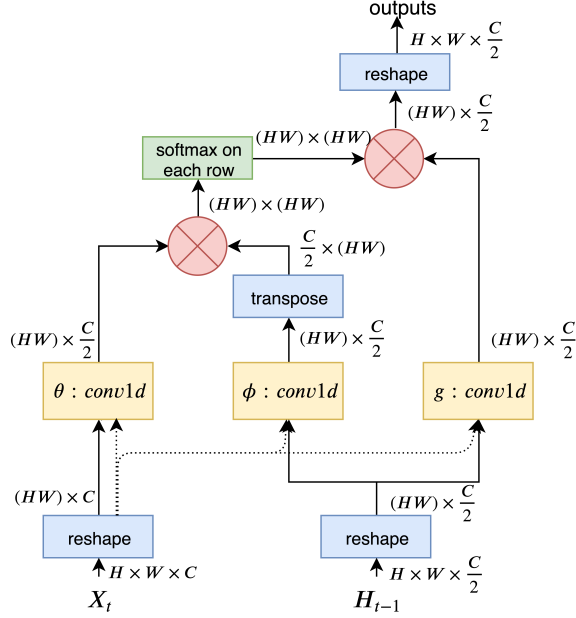 outputs
H × W × C/2
reshape
(HW) × C/2
(HW) × (HW)
softmax on
each row
(HW) × (HW)
C/2 × (HW)
transpose
(HW) × C/2
(HW) × C/2
(HW) × C/2
θ : conv1d
ϕ : conv1d
g : conv1d
(HW) × C
(HW) × C/2
reshape
reshape
H × W × C
H × W × C/2
X_t
H_{t−1}